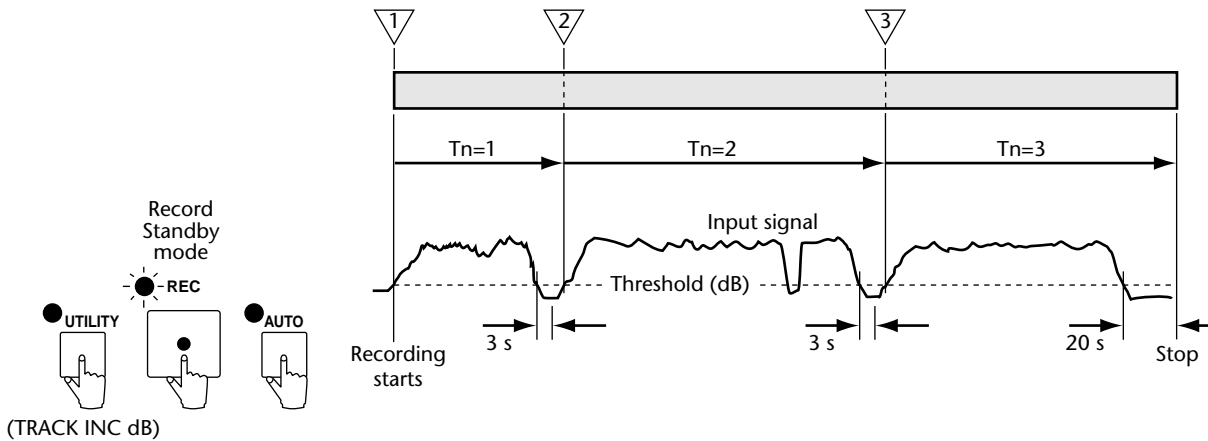 1
2
3
Tn=1
Tn=2
Tn=3
Record
Standby
mode
REC
UTILITY
AUTO
(TRACK INC dB)
Input signal
Threshold (dB)
3 s
3 s
20 s
Recording
starts
Stop